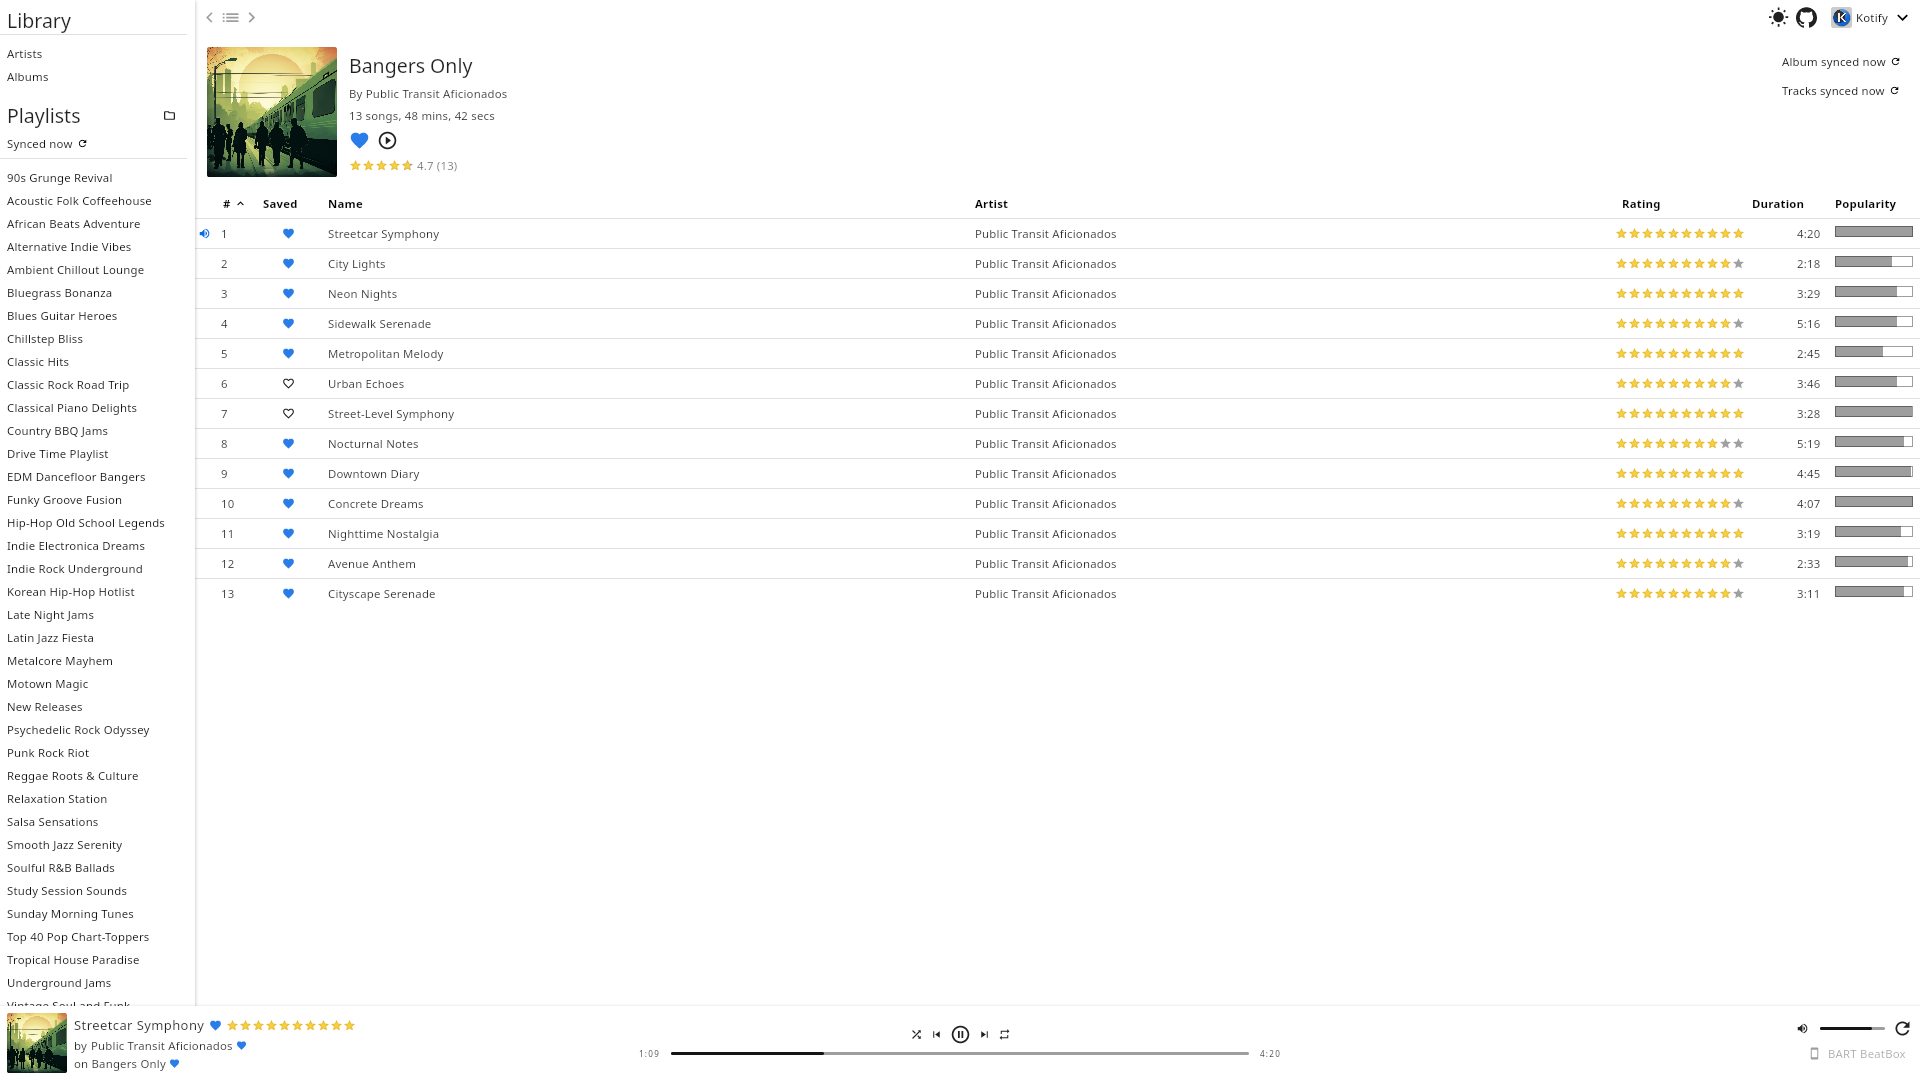 Library
Artists
Albums
Playlists
Synced now
90s Grunge Revival
Acoustic Folk Coffeehouse
African Beats Adventure
Alternative Indie Vibes
Ambient Chillout Lounge
Bluegrass Bonanza
Blues Guitar Heroes
Chillstep Bliss
Classic Hits
Classic Rock Road Trip
Classical Piano Delights
Country BBQ Jams
Drive Time Playlist
EDM Dancefloor Bangers
Funky Groove Fusion
Hip-Hop Old School Legends
Indie Electronica Dreams
Indie Rock Underground
Korean Hip-Hop Hotlist
Late Night Jams
Latin Jazz Fiesta
Metalcore Mayhem
Motown Magic
New Releases
Psychedelic Rock Odyssey
Punk Rock Riot
Reggae Roots & Culture
Relaxation Station
Salsa Sensations
Smooth Jazz Serenity
Soulful R&B Ballads
Study Session Sounds
Sunday Morning Tunes
Top 40 Pop Chart-Toppers
Tropical House Paradise
Underground Jams
Vintage Soul and Funk
K Kotify
Bangers Only
By Public Transit Aficionados
13 songs, 48 mins, 42 secs
4.7 (13)
Album synced now
Tracks synced now
# Saved Name Artist Rating Duration Popularity
1 Streetcar Symphony Public Transit Aficionados 4:20
2 City Lights Public Transit Aficionados 2:18
3 Neon Nights Public Transit Aficionados 3:29
4 Sidewalk Serenade Public Transit Aficionados 5:16
5 Metropolitan Melody Public Transit Aficionados 2:45
6 Urban Echoes Public Transit Aficionados 3:46
7 Street-Level Symphony Public Transit Aficionados 3:28
8 Nocturnal Notes Public Transit Aficionados 5:19
9 Downtown Diary Public Transit Aficionados 4:45
10 Concrete Dreams Public Transit Aficionados 4:07
11 Nighttime Nostalgia Public Transit Aficionados 3:19
12 Avenue Anthem Public Transit Aficionados 2:33
13 Cityscape Serenade Public Transit Aficionados 3:11
Streetcar Symphony
by Public Transit Aficionados
on Bangers Only
1:09 4:20
BART BeatBox